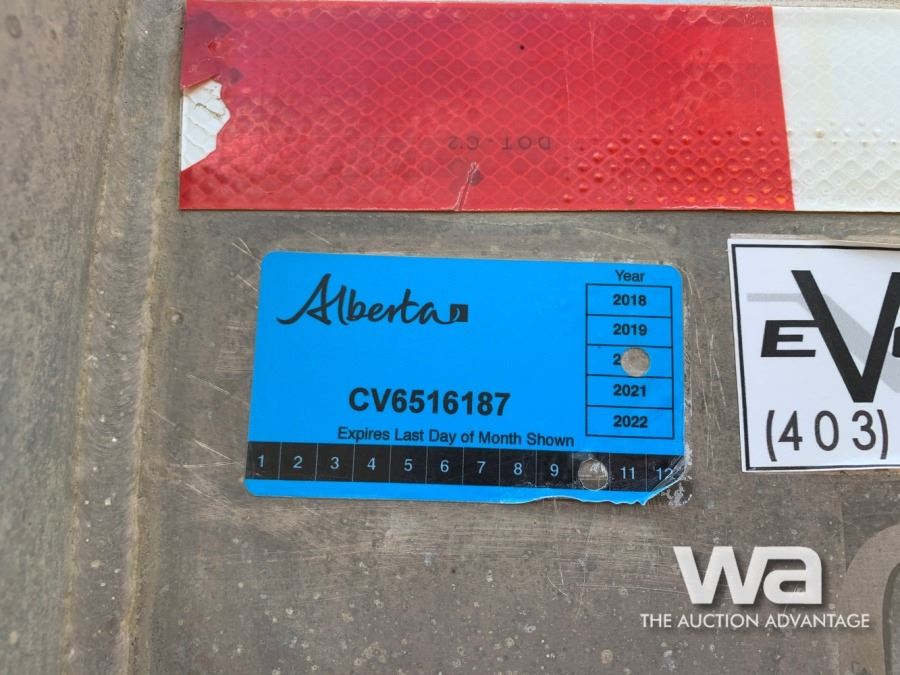 DOT-C2
Alberta
Year
2018
2019
2
2021
2022
CV6516187
Expires Last Day of Month Shown
1 2 3 4 5 6 7 8 9 11 12
EV
(403)
wa
THE AUCTION ADVANTAGE